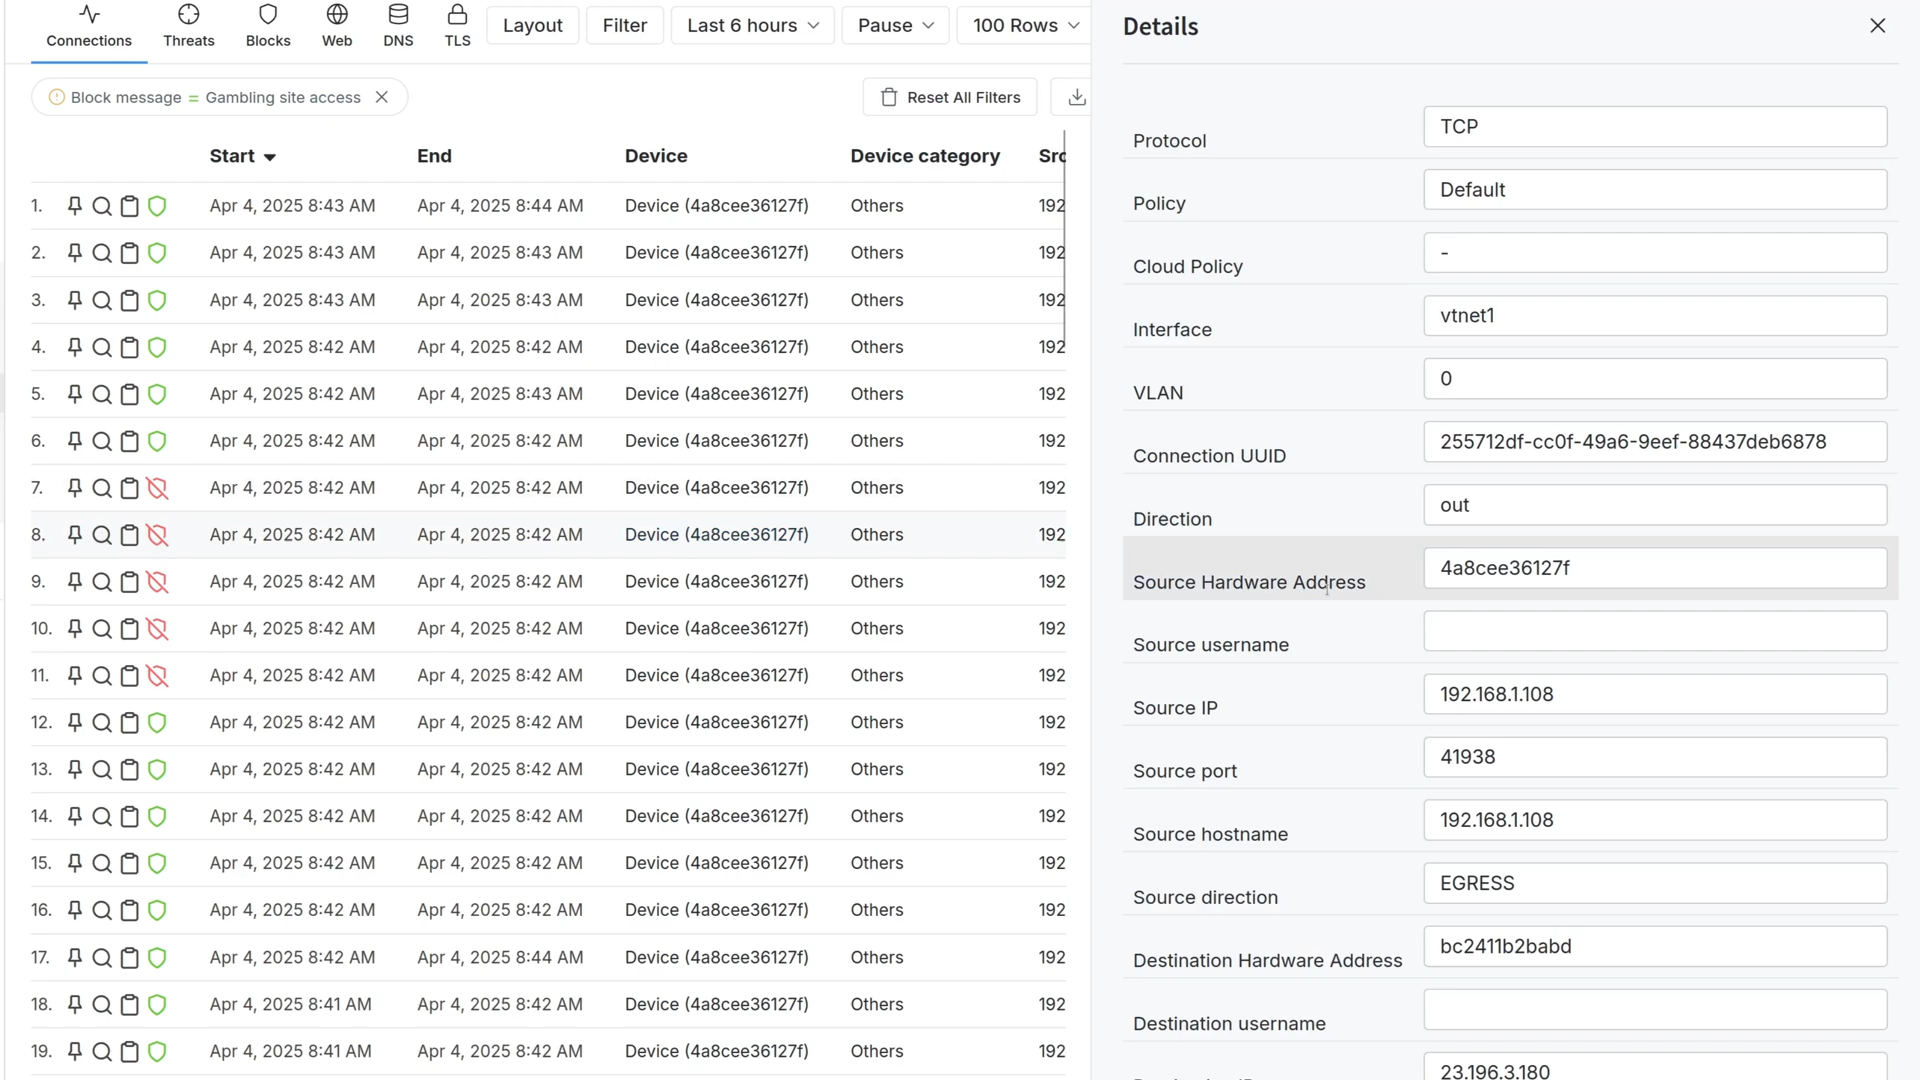 Connections Threats Blocks Web DNS TLS Layout Filter Last 6 hours Pause 100 Rows
Block message = Gambling site access Reset All Filters
Start End Device Device category Src
1. Apr 4, 2025 8:43 AM Apr 4, 2025 8:44 AM Device (4a8cee36127f) Others 192
2. Apr 4, 2025 8:43 AM Apr 4, 2025 8:43 AM Device (4a8cee36127f) Others 192
3. Apr 4, 2025 8:43 AM Apr 4, 2025 8:43 AM Device (4a8cee36127f) Others 192
4. Apr 4, 2025 8:42 AM Apr 4, 2025 8:42 AM Device (4a8cee36127f) Others 192
5. Apr 4, 2025 8:42 AM Apr 4, 2025 8:43 AM Device (4a8cee36127f) Others 192
6. Apr 4, 2025 8:42 AM Apr 4, 2025 8:42 AM Device (4a8cee36127f) Others 192
7. Apr 4, 2025 8:42 AM Apr 4, 2025 8:42 AM Device (4a8cee36127f) Others 192
8. Apr 4, 2025 8:42 AM Apr 4, 2025 8:42 AM Device (4a8cee36127f) Others 192
9. Apr 4, 2025 8:42 AM Apr 4, 2025 8:42 AM Device (4a8cee36127f) Others 192
10. Apr 4, 2025 8:42 AM Apr 4, 2025 8:42 AM Device (4a8cee36127f) Others 192
11. Apr 4, 2025 8:42 AM Apr 4, 2025 8:42 AM Device (4a8cee36127f) Others 192
12. Apr 4, 2025 8:42 AM Apr 4, 2025 8:42 AM Device (4a8cee36127f) Others 192
13. Apr 4, 2025 8:42 AM Apr 4, 2025 8:42 AM Device (4a8cee36127f) Others 192
14. Apr 4, 2025 8:42 AM Apr 4, 2025 8:42 AM Device (4a8cee36127f) Others 192
15. Apr 4, 2025 8:42 AM Apr 4, 2025 8:42 AM Device (4a8cee36127f) Others 192
16. Apr 4, 2025 8:42 AM Apr 4, 2025 8:42 AM Device (4a8cee36127f) Others 192
17. Apr 4, 2025 8:42 AM Apr 4, 2025 8:44 AM Device (4a8cee36127f) Others 192
18. Apr 4, 2025 8:41 AM Apr 4, 2025 8:42 AM Device (4a8cee36127f) Others 192
19. Apr 4, 2025 8:41 AM Apr 4, 2025 8:42 AM Device (4a8cee36127f) Others 192
Details
Protocol TCP
Policy Default
Cloud Policy -
Interface vtnet1
VLAN 0
Connection UUID 255712df-cc0f-49a6-9eef-88437deb6878
Direction out
Source Hardware Address 4a8cee36127f
Source username
Source IP 192.168.1.108
Source port 41938
Source hostname 192.168.1.108
Source direction EGRESS
Destination Hardware Address bc2411b2babd
Destination username
23.196.3.180